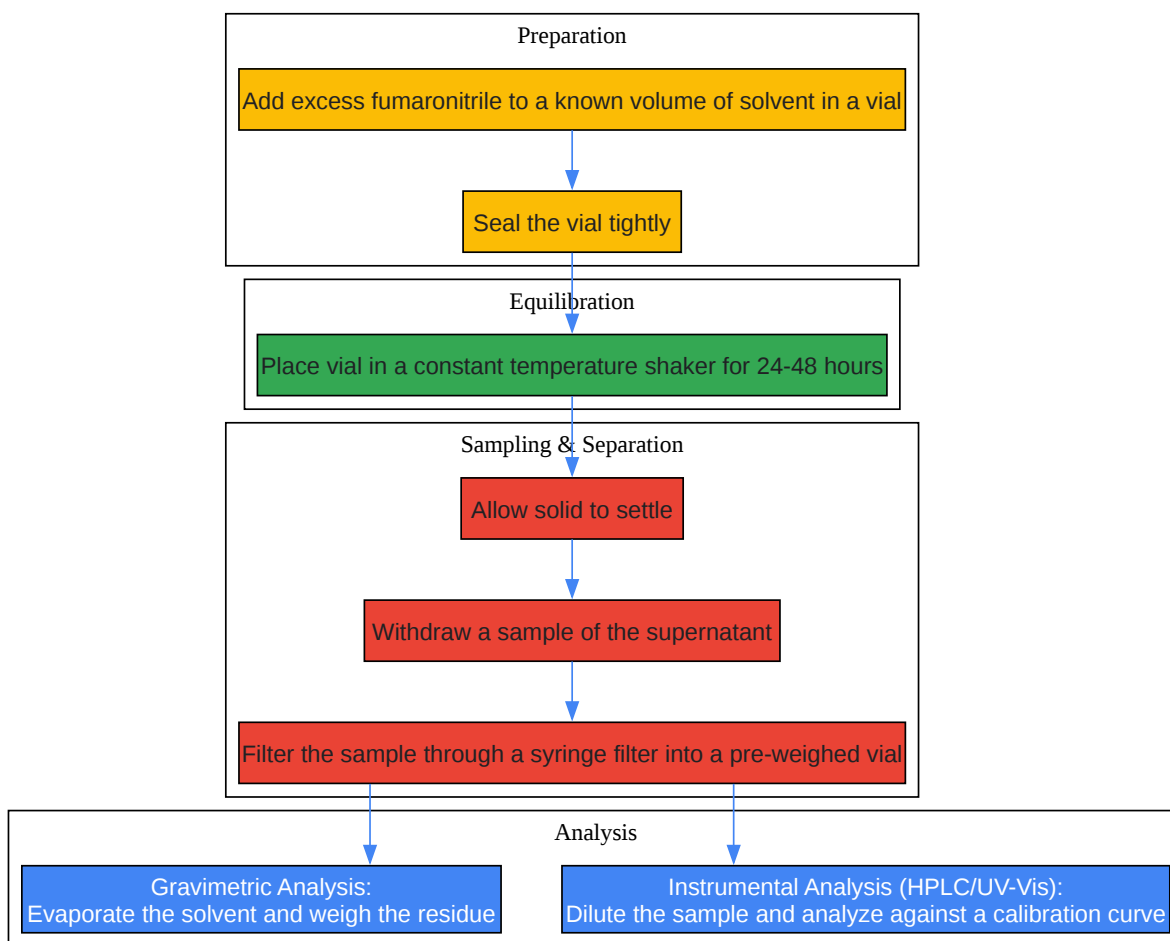 Preparation
Add excess fumaronitrile to a known volume of solvent in a vial
Seal the vial tightly
Equilibration
Place vial in a constant temperature shaker for 24-48 hours
Sampling & Separation
Allow solid to settle
Withdraw a sample of the supernatant
Filter the sample through a syringe filter into a pre-weighed vial
Analysis
Gravimetric Analysis:
Evaporate the solvent and weigh the residue
Instrumental Analysis (HPLC/UV-Vis):
Dilute the sample and analyze against a calibration curve